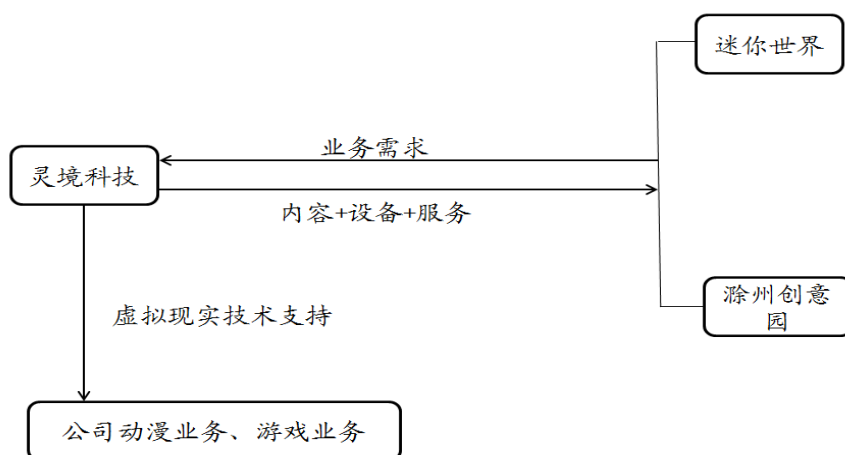 迷你世界
业务需求
灵境科技
内容+设备+服务
滁州创意
园
虚拟现实技术支持
公司动漫业务、游戏业务